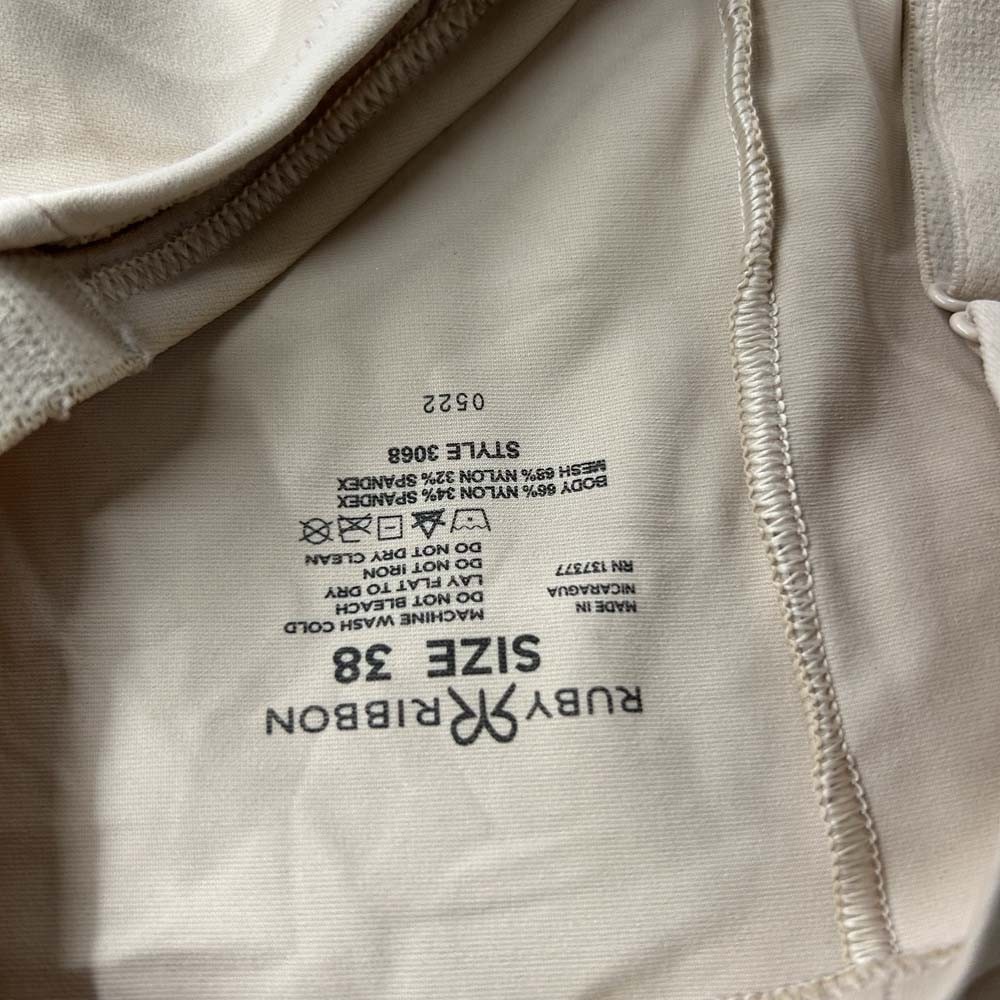 RUBY RIBBON
SIZE 38
MACHINE WASH COLD
DO NOT BLEACH
LAY FLAT TO DRY
DO NOT IRON
DO NOT DRY CLEAN
MADE IN
NICARAGUA
RN 137377
BODY 66% NYLON 34% SPANDEX
MESH 68% NYLON 32% SPANDEX
STYLE 3068
0522